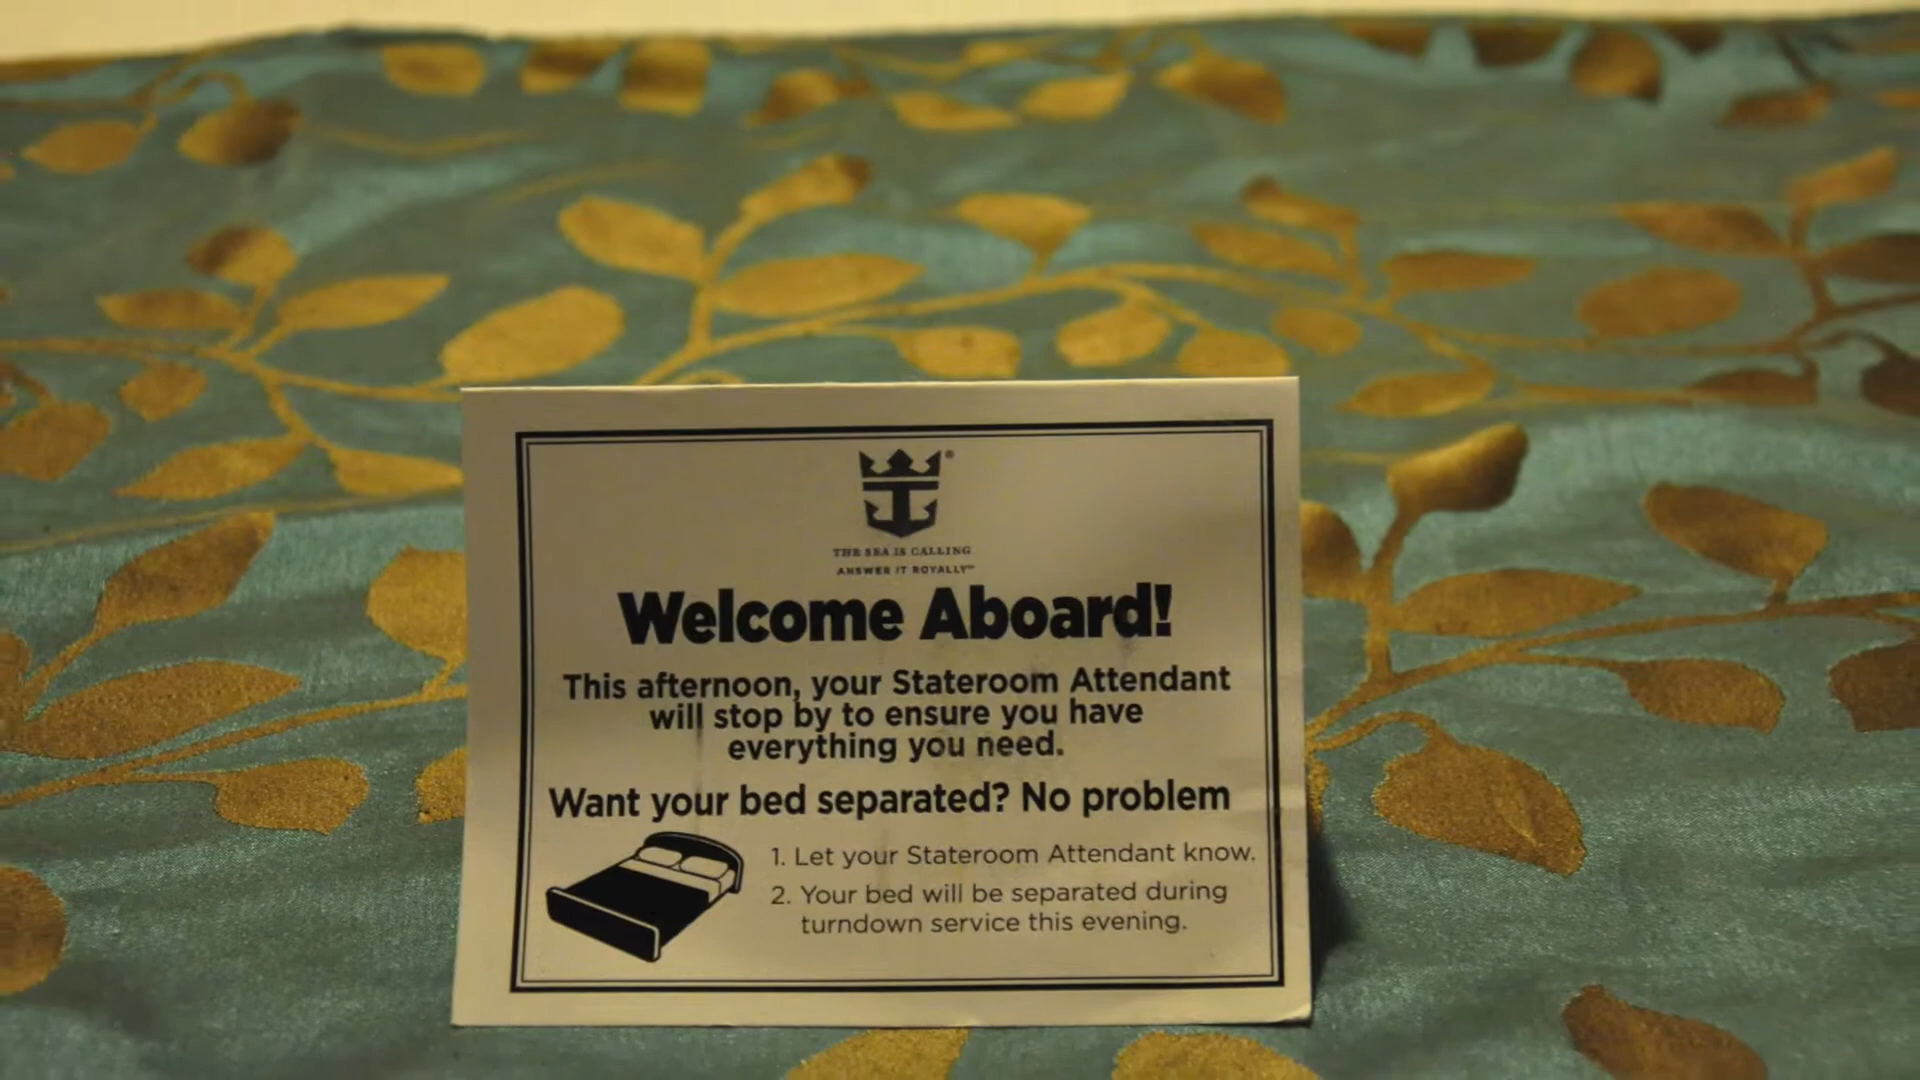 THE SEA IS CALLING
ANSWER IT ROYALLY℠
Welcome Aboard!
This afternoon, your Stateroom Attendant
will stop by to ensure you have
everything you need.
Want your bed separated? No problem
1. Let your Stateroom Attendant know.
2. Your bed will be separated during
turndown service this evening.